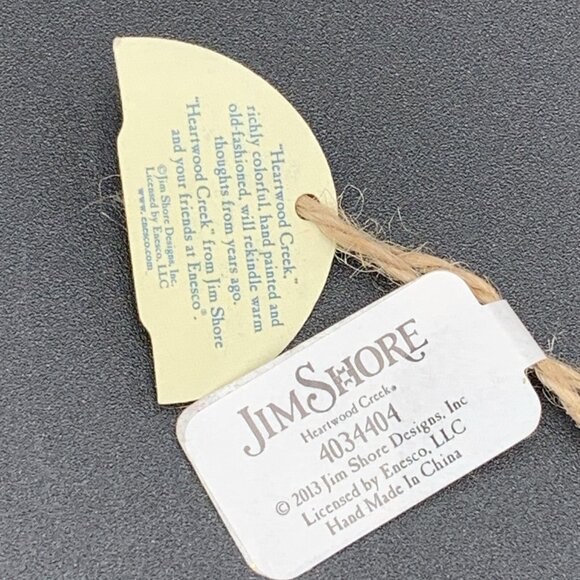 "Heartwood Creek,"
richly colorful, hand painted and
old-fashioned, will rekindle warm
thoughts from years ago.
"Heartwood Creek" from Jim Shore
and your friends at Enesco®.
©Jim Shore Designs, Inc.
Licensed by Enesco, LLC
www.enesco.com
JIM SHORE
Heartwood Creek®
4034404
© 2013 Jim Shore Designs, Inc
Licensed by Enesco, LLC
Hand Made In China